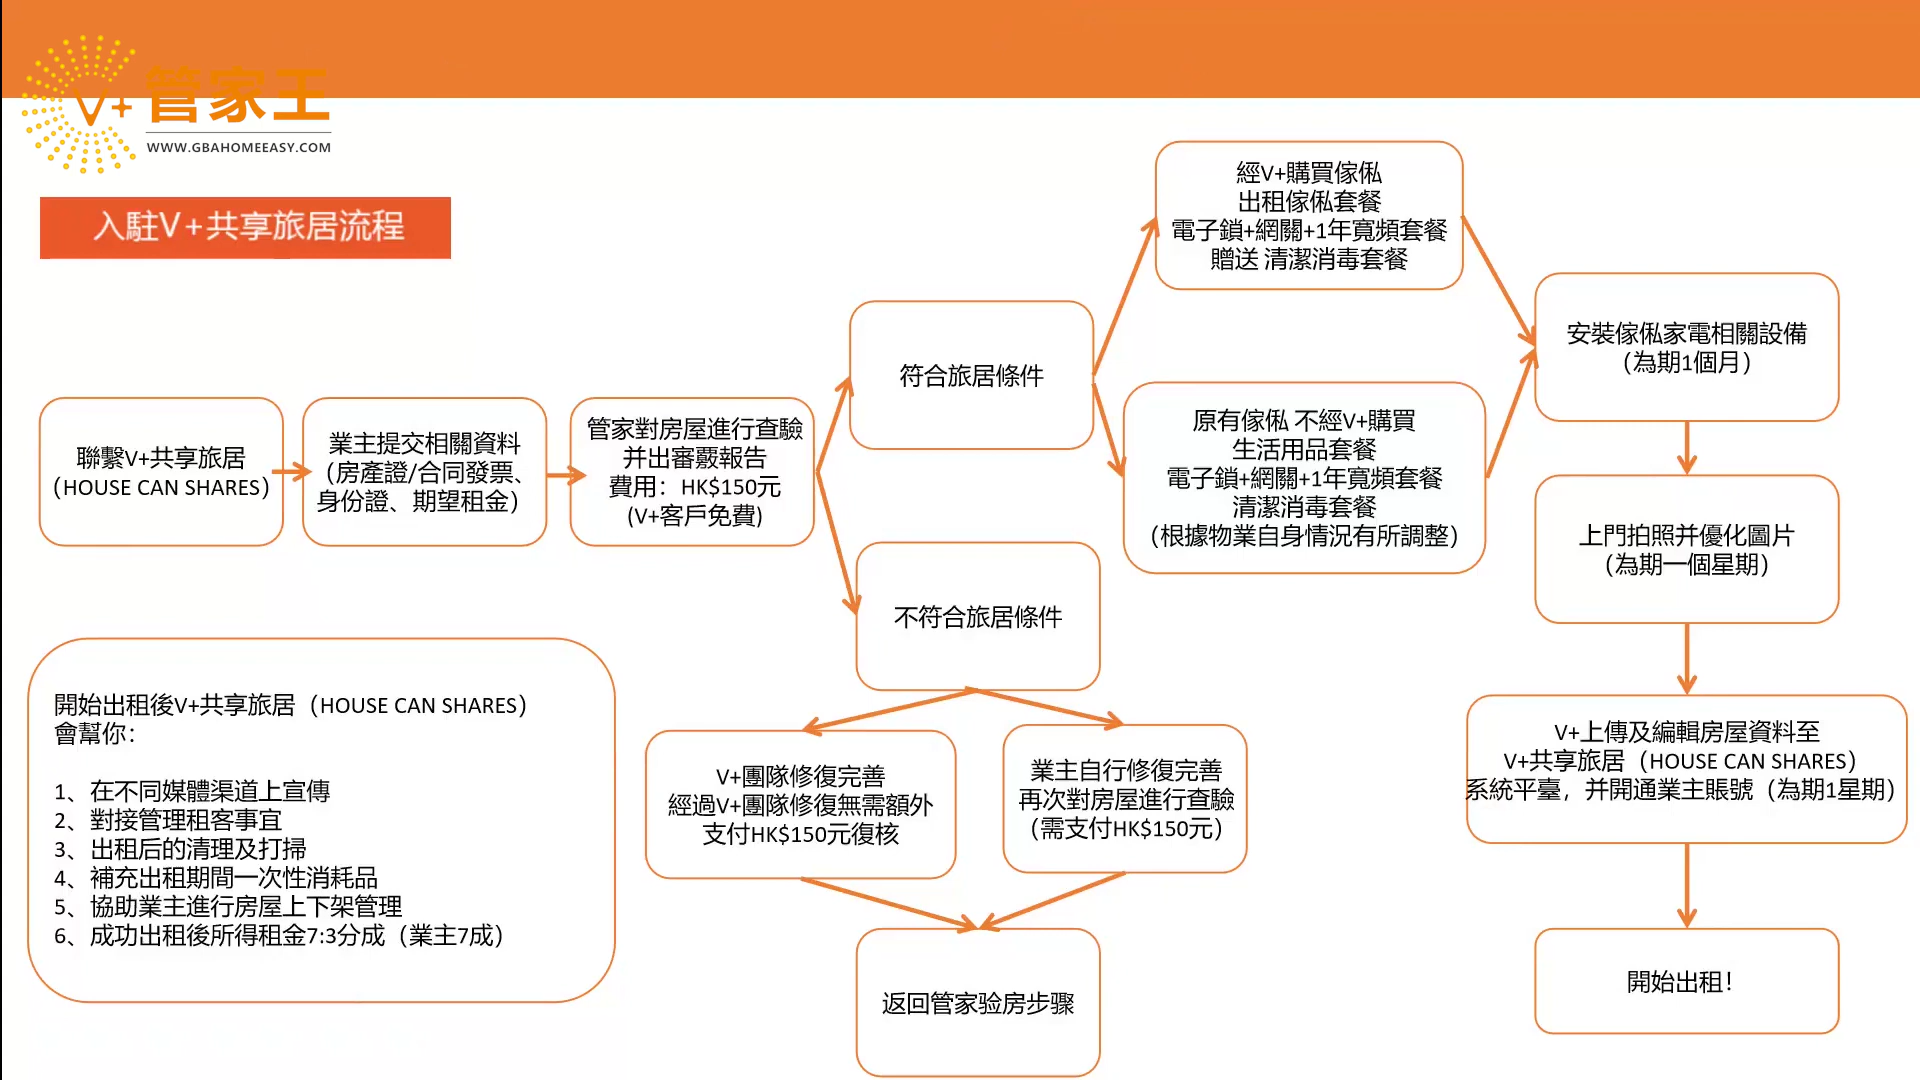 V+管家王
WWW.GBAHOMEEASY.COM
入駐V+共享旅居流程
聯繫V+共享旅居
（HOUSE CAN SHARES）
業主提交相關資料
（房產證/合同發票、
身份證、期望租金）
管家對房屋進行查驗
并出審覈報告
費用：HK$150元
(V+客戶免費)
符合旅居條件
不符合旅居條件
經V+購買傢俬
出租傢俬套餐
電子鎖+網關+1年寬頻套餐
贈送 清潔消毒套餐
原有傢俬 不經V+購買
生活用品套餐
電子鎖+網關+1年寬頻套餐
清潔消毒套餐
（根據物業自身情況有所調整）
安裝傢俬家電相關設備
（為期1個月）
上門拍照并優化圖片
（為期一個星期）
V+上傳及編輯房屋資料至
V+共享旅居（HOUSE CAN SHARES）
系統平臺，并開通業主賬號（為期1星期）
開始出租！
V+團隊修復完善
經過V+團隊修復無需額外
支付HK$150元復核
業主自行修復完善
再次對房屋進行查驗
（需支付HK$150元）
返回管家验房步骤
開始出租後V+共享旅居（HOUSE CAN SHARES）
會幫你：
1、在不同媒體渠道上宣傳
2、對接管理租客事宜
3、出租后的清理及打掃
4、補充出租期間一次性消耗品
5、協助業主進行房屋上下架管理
6、成功出租後所得租金7:3分成（業主7成）